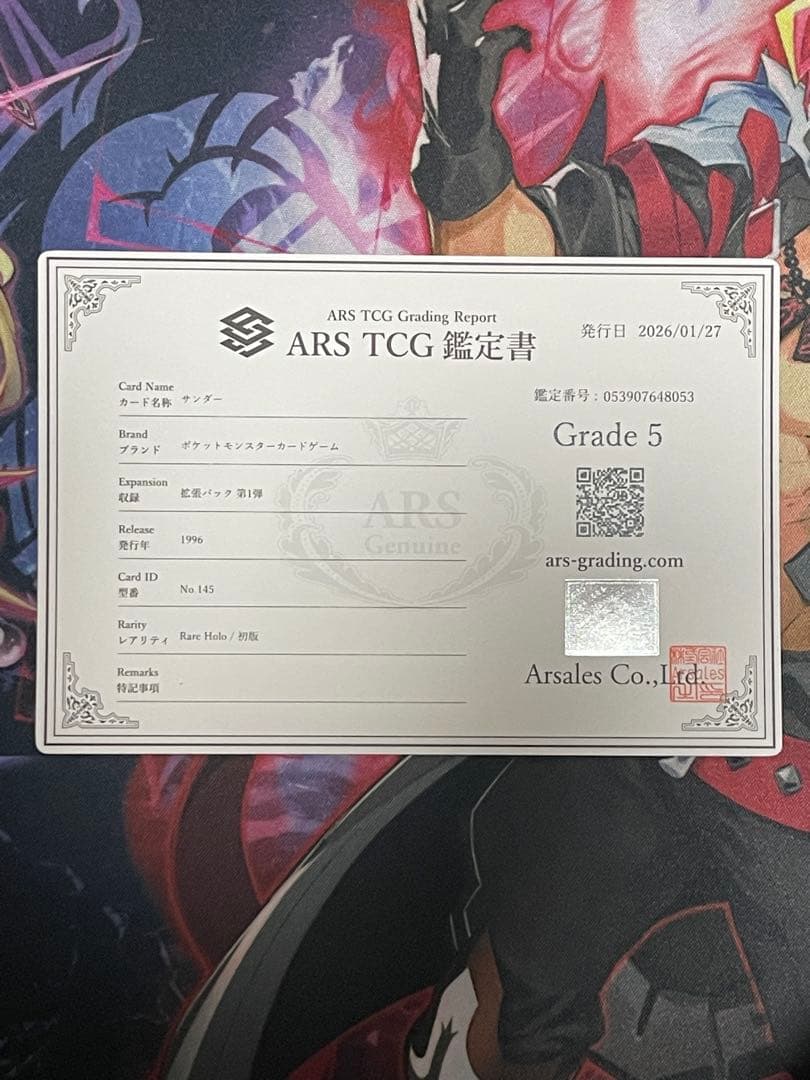 ARS TCG Grading Report
ARS TCG 鑑定書
発行日 2026/01/27
Card Name
カード名称 サンダー
Brand
ブランド ポケットモンスターカードゲーム
Expansion
収録 拡張パック 第1弾
Release
発行年 1996
Card ID
型番 No.145
Rarity
レアリティ Rare Holo / 初版
Remarks
特記事項 -
ARS
Genuine
鑑定番号:053907648053
Grade 5
ars-grading.com
Arsales Co.,Ltd.
Arsales